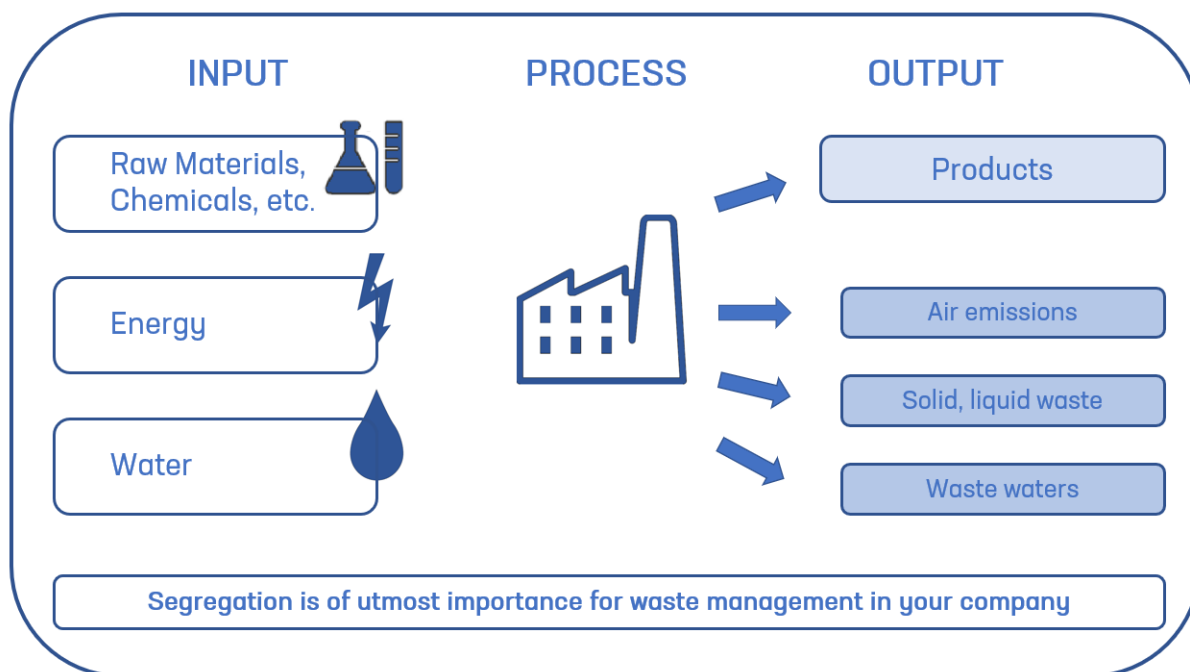 INPUT
PROCESS
OUTPUT
Raw Materials,
Chemicals, etc.
Energy
Water
Products
Air emissions
Solid, liquid waste
Waste waters
Segregation is of utmost importance for waste management in your company